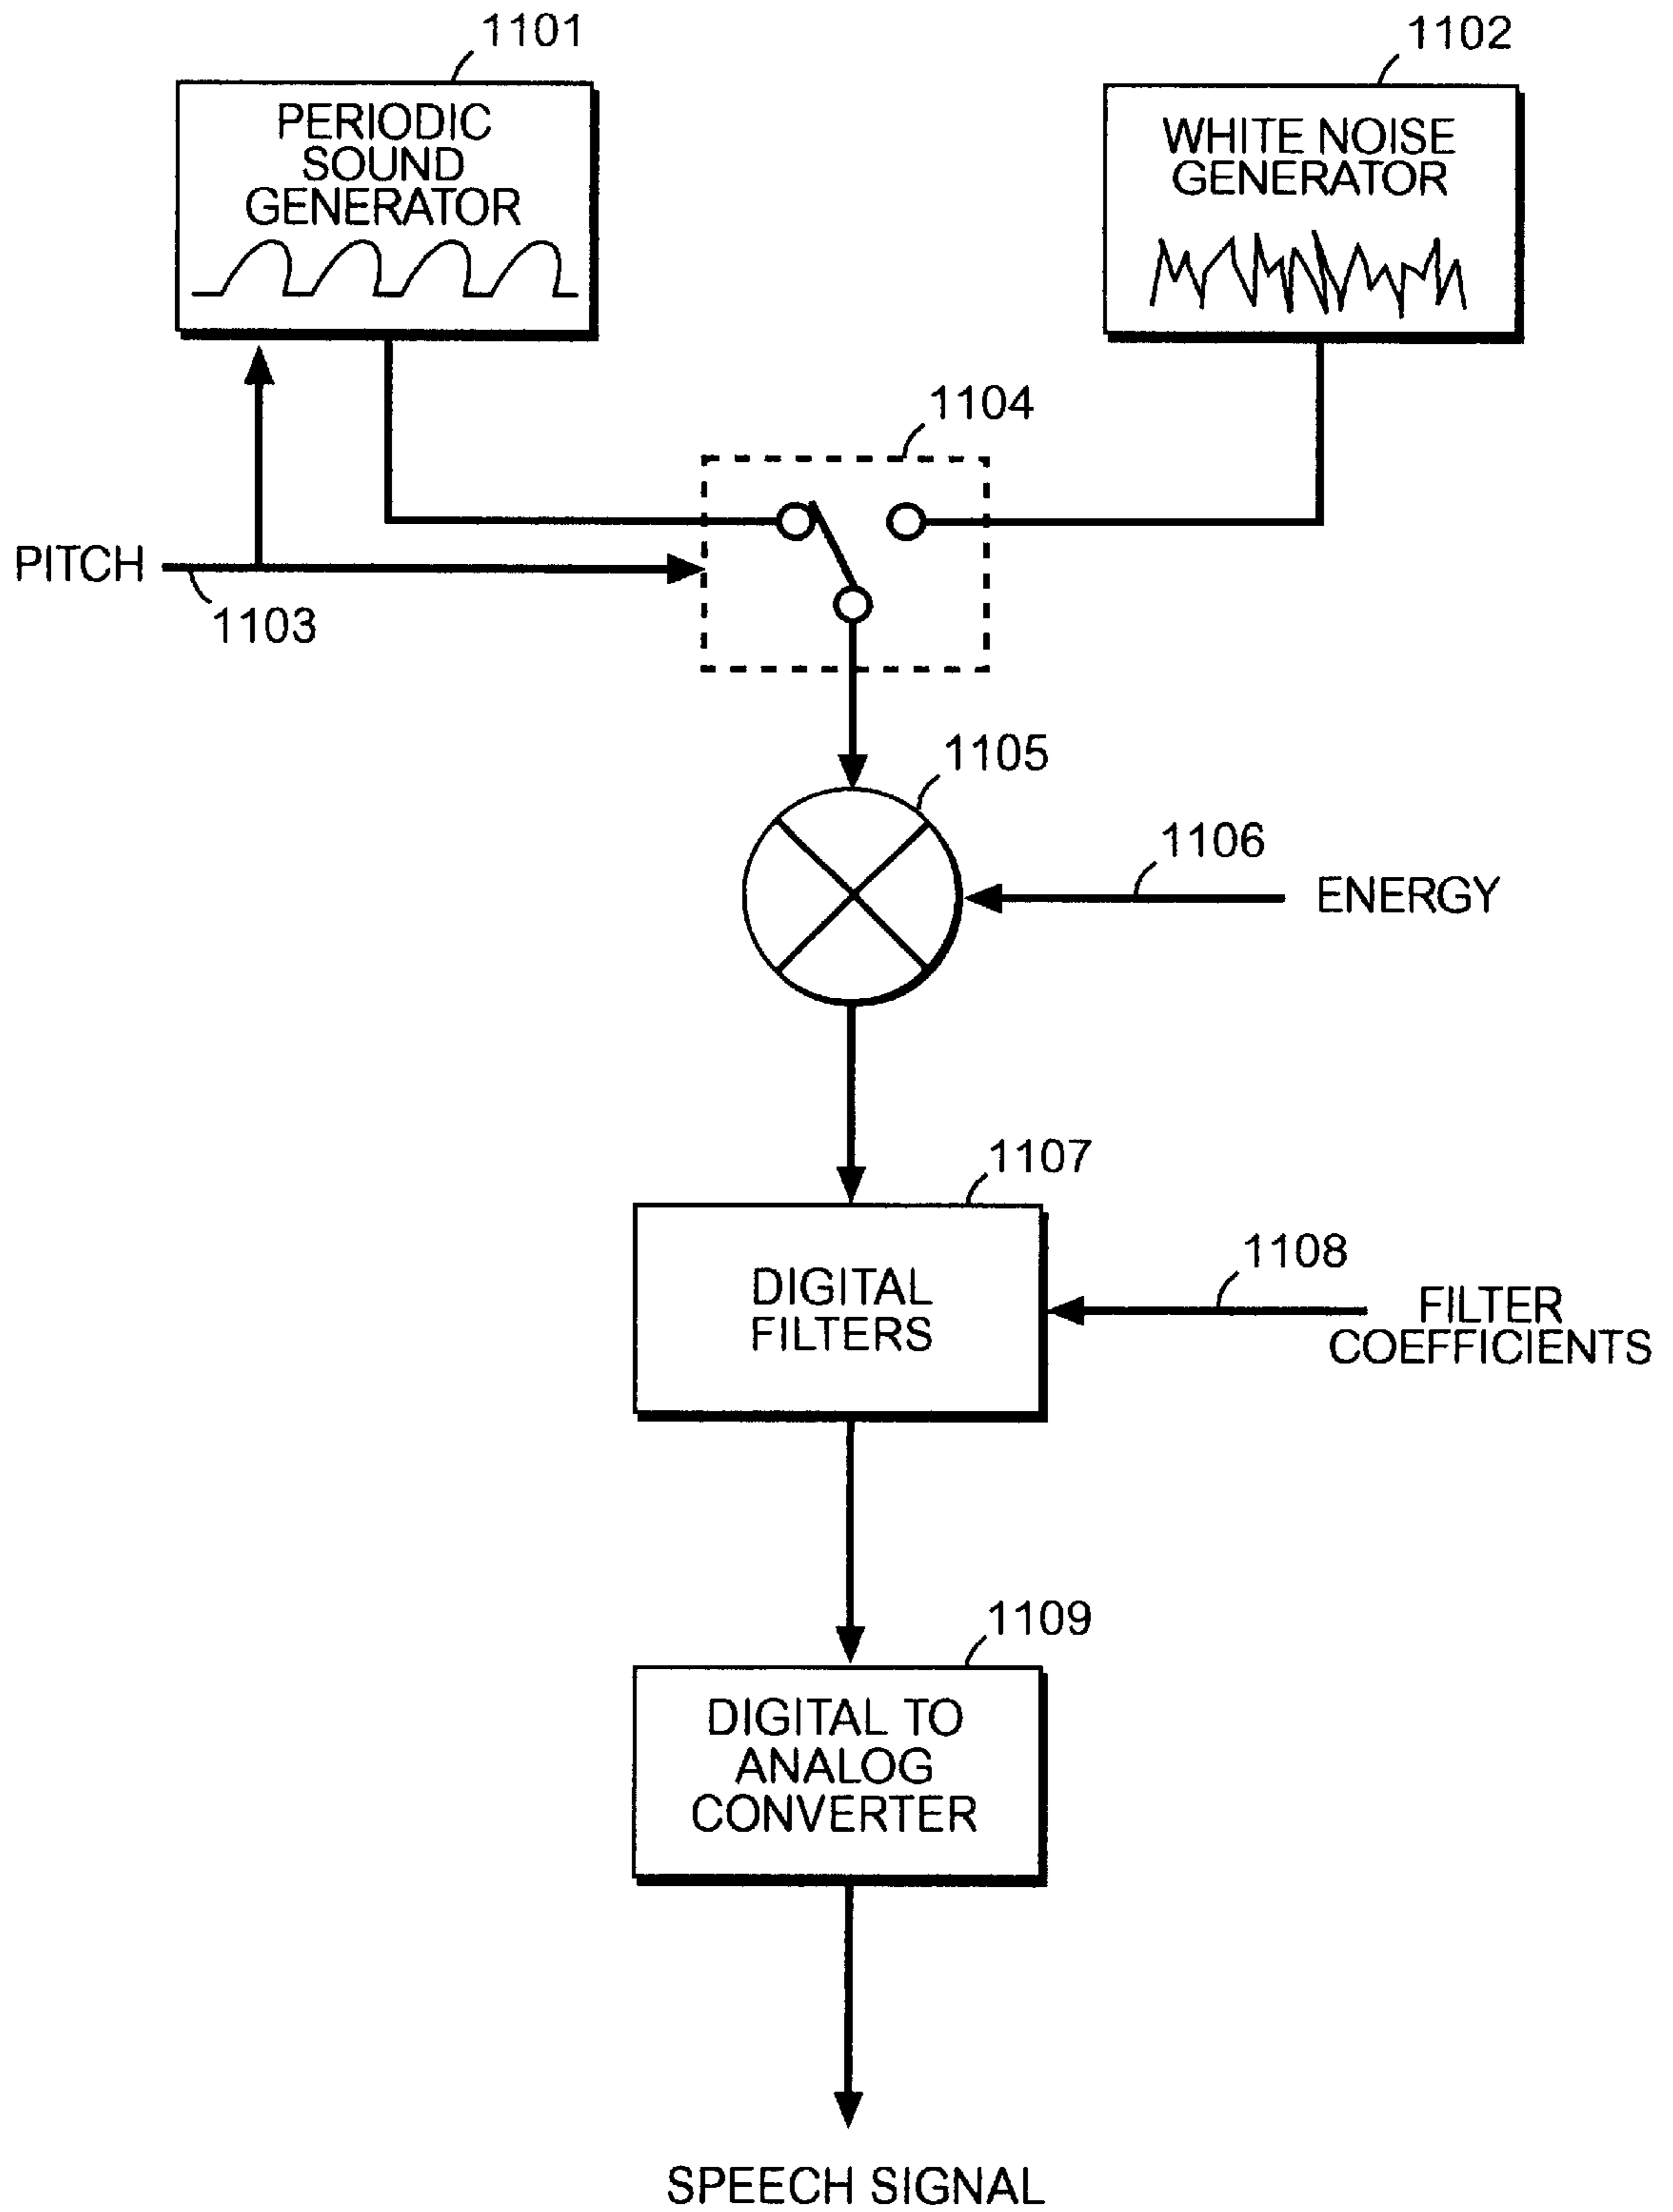 1101
1102
PERIODIC
SOUND
GENERATOR
WHITE NOISE
GENERATOR
1104
PITCH
1103
1105
1106
ENERGY
1107
DIGITAL
FILTERS
1108
FILTER
COEFFICIENTS
1109
DIGITAL TO
ANALOG
CONVERTER
SPEECH SIGNAL